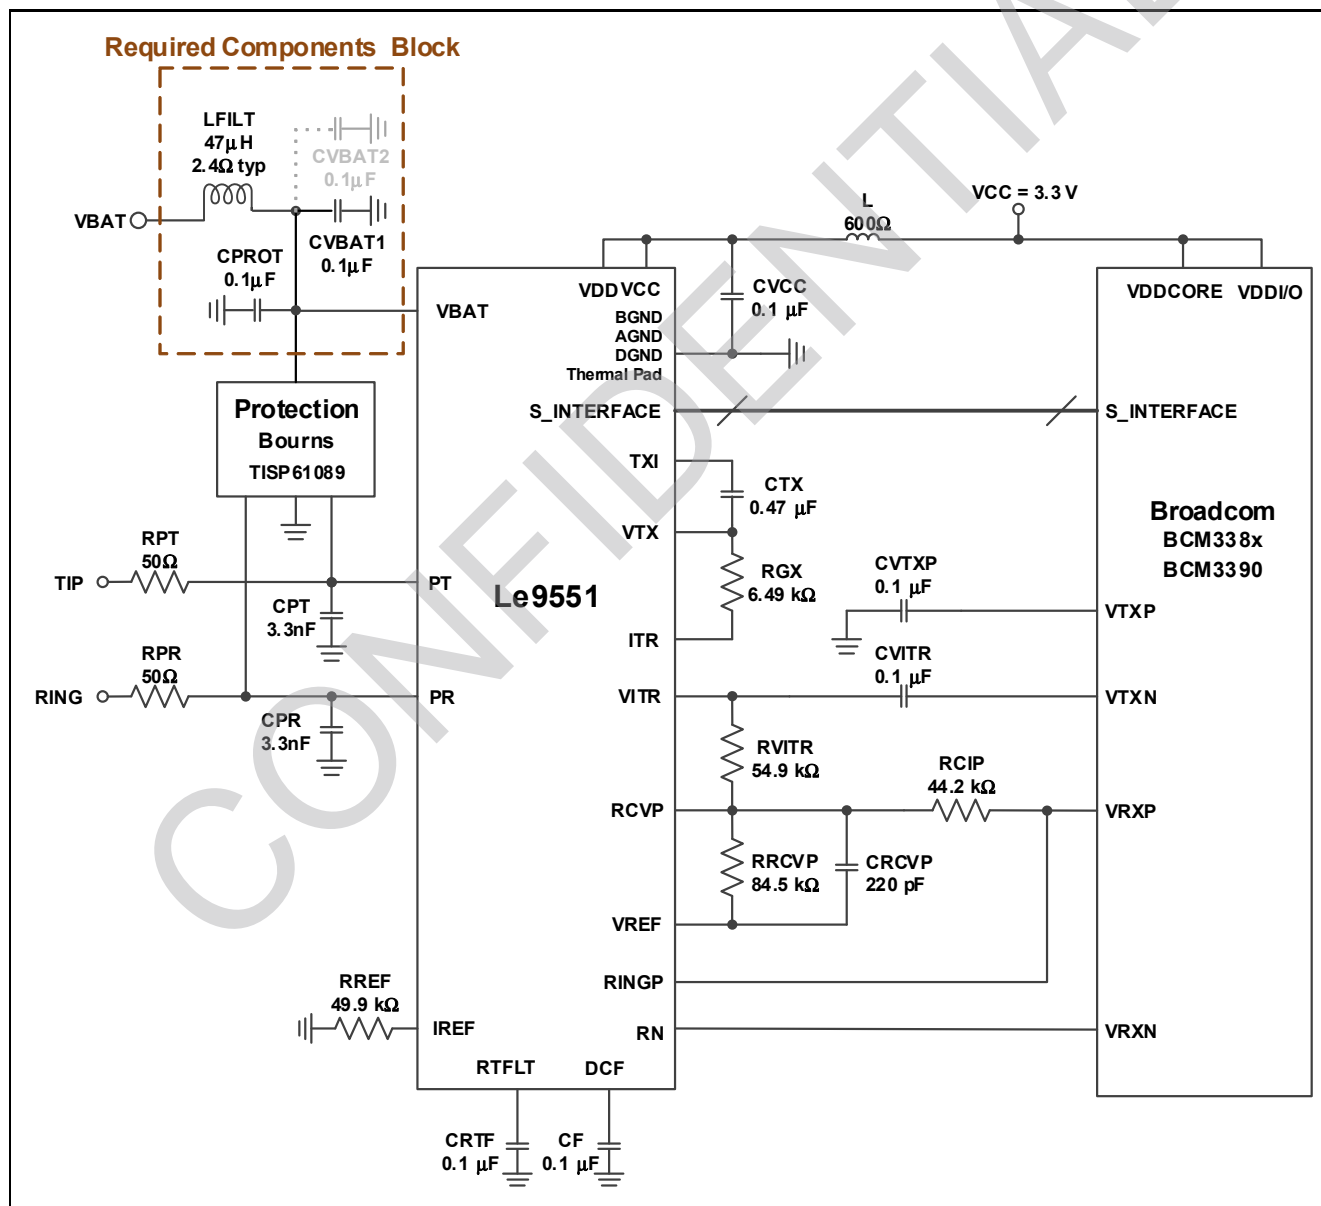 Required Components Block
LFILT
47µH
2.4Ω typ
CVBAT2
0.1µF
VBAT
CVBAT1
0.1µF
CPROT
0.1µF
VBAT
L
600Ω
VCC = 3.3 V
VDD VCC
BGND
AGND
DGND
Thermal Pad
CVCC
0.1 µF
VDDCORE VDDI/O
Protection
Bourns
TISP61089
S_INTERFACE
S_INTERFACE
TXI
CTX
0.47 µF
VTX
RGX
6.49 kΩ
ITR
Broadcom
BCM338x
BCM3390
RPT
50Ω
TIP
PT
CPT
3.3nF
Le9551
CVTXP
0.1 µF
VTXP
RPR
50Ω
RING
PR
CPR
3.3nF
VITR
CVITR
0.1 µF
VTXN
RVITR
54.9 kΩ
RCIP
44.2 kΩ
RCVP
VRXP
RRCVP
84.5 kΩ
CRCVP
220 pF
VREF
RINGP
RREF
49.9 kΩ
IREF
RN
VRXN
RTFLT
DCF
CRTF
0.1 µF
CF
0.1 µF
CONFIDENTIAL